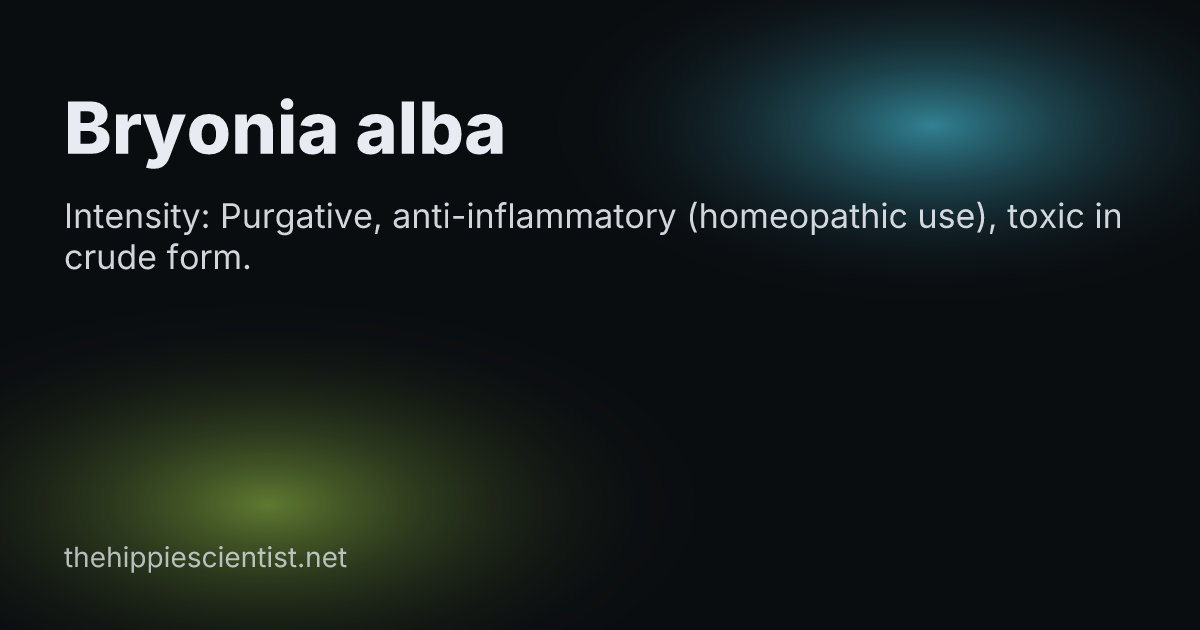 Bryonia alba
Intensity: Purgative, anti-inflammatory (homeopathic use), toxic in
crude form.
thehippiescientist.net